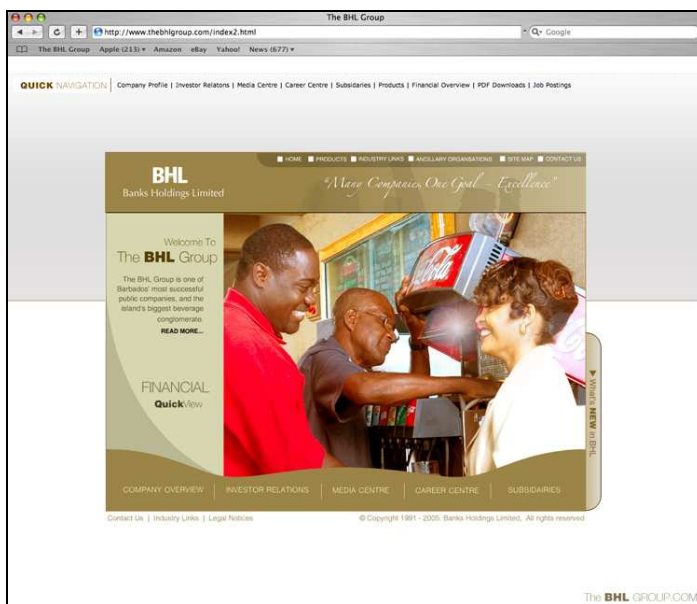 The BHL Group
http://www.thebhlgroup.com/index2.html
Google
The BHL Group Apple (213) Amazon eBay Yahoo! News (677)
QUICK NAVIGATION Company Profile | Investor Relatons | Media Centre | Career Centre | Subsidaries | Products | Financial Overview | PDF Downloads | Job Postings
HOME PRODUCTS INDUSTRY LINKS ANCILLARY ORGANISATIONS SITE MAP CONTACT US
BHL
Banks Holdings Limited
"Many Companies, One Goal – Excellence"
Welcome To
The BHL Group
The BHL Group is one of
Barbados' most successful
public companies, and the
island's biggest beverage
conglomerate.
READ MORE...
Coca-Cola
FINANCIAL
QuickView
What's NEW in BHL
COMPANY OVERVIEW INVESTOR RELATIONS MEDIA CENTRE CAREER CENTRE SUBSIDAIRIES
Contact Us | Industry Links | Legal Notices
© Copyright 1991 - 2005. Banks Holdings Limited, All rights reserved
The BHL GROUP.COM